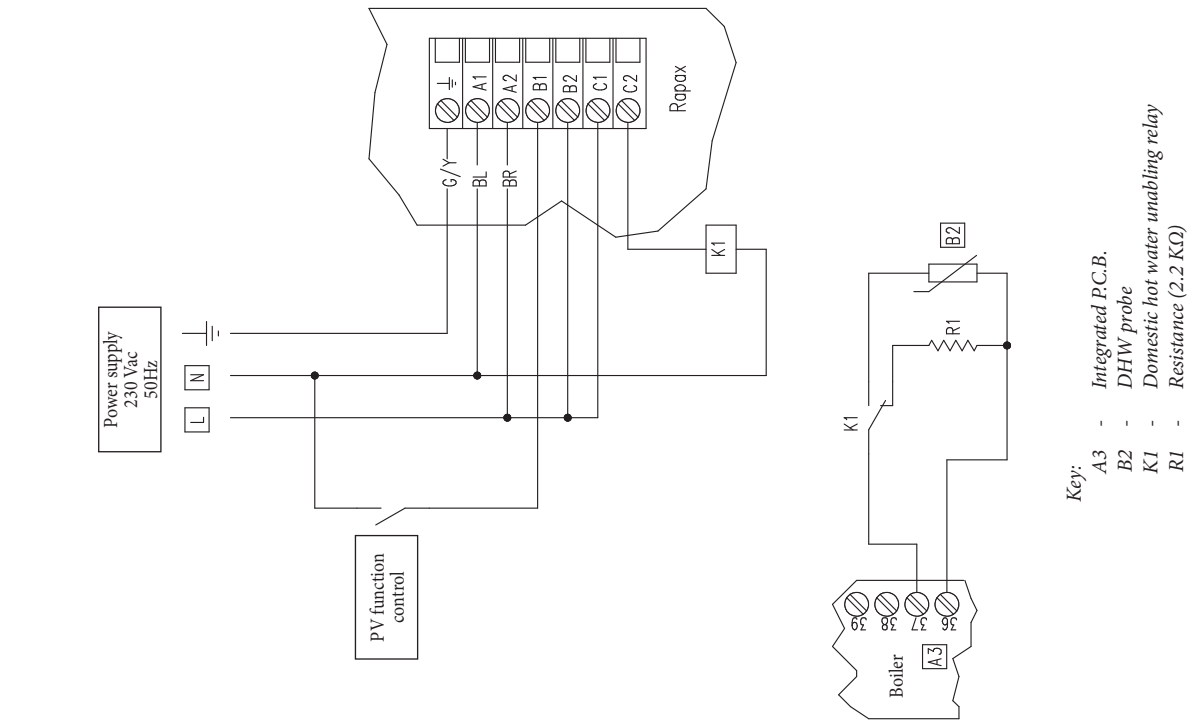 Power supply
230 Vac
50Hz
L
N
PV function
control
G/Y
BL
BR
A1
A2
B1
B2
C1
C2
Rapax
K1
Boiler
A3
39
38
37
36
K1
R1
B2
Key:
A3 - Integrated P.C.B.
B2 - DHW probe
K1 - Domestic hot water unabling relay
R1 - Resistance (2.2 KΩ)